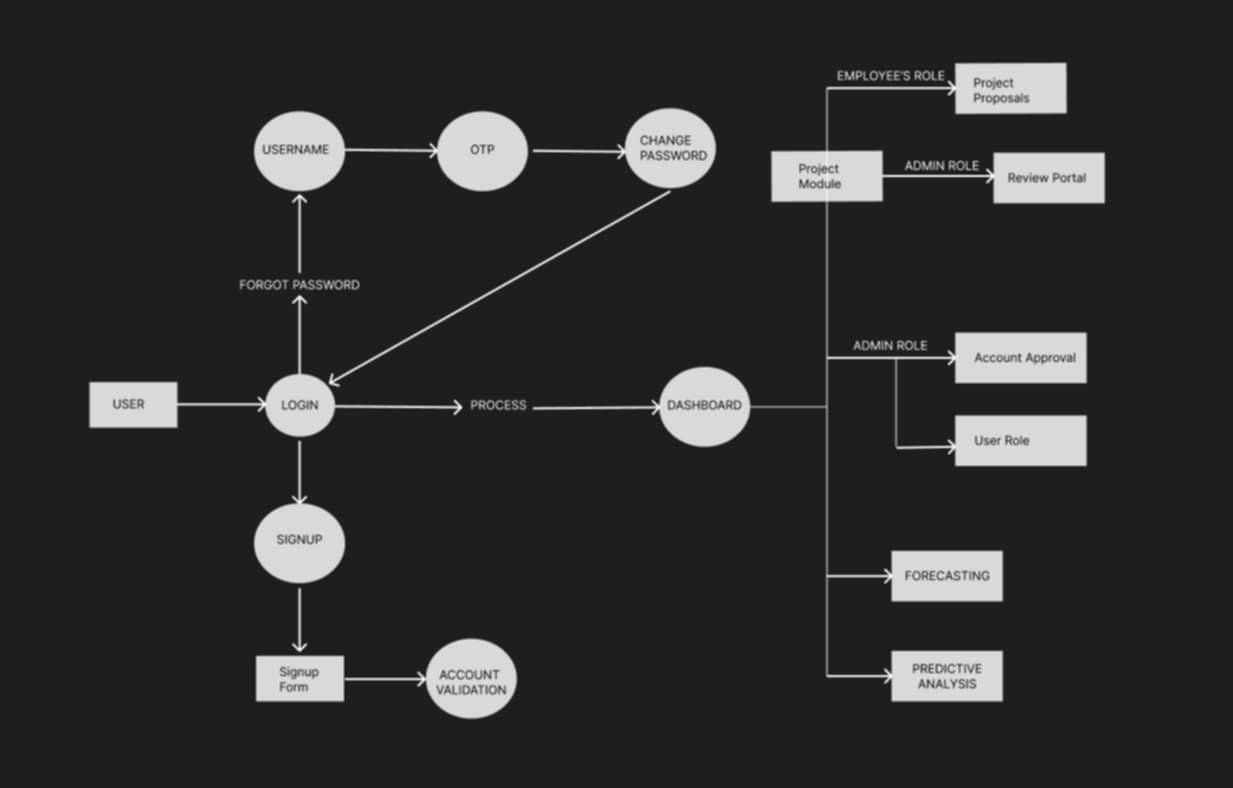 EMPLOYEE'S ROLE
Project
Proposals
USERNAME
OTP
CHANGE
PASSWORD
Project
Module
ADMIN ROLE
Review Portal
FORGOT PASSWORD
ADMIN ROLE
Account Approval
USER
LOGIN
PROCESS
DASHBOARD
User Role
SIGNUP
FORECASTING
Signup
Form
ACCOUNT
VALIDATION
PREDICTIVE
ANALYSIS